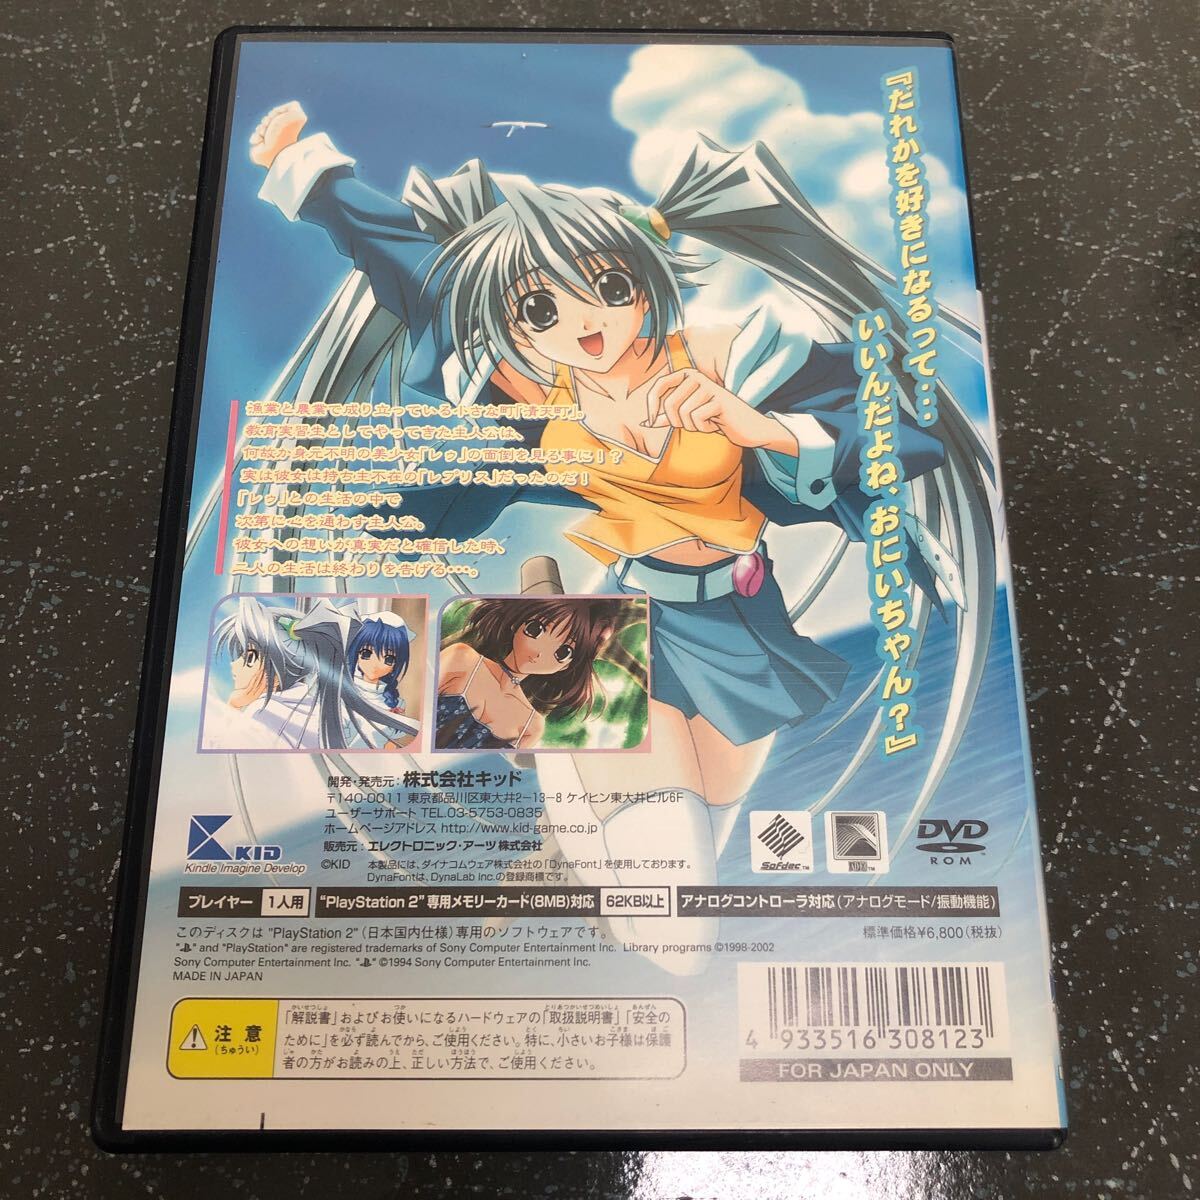 『だれかを好きになるって・・・・
いいんだよね、おにいちゃん?』
漁業と農業で成り立っている小さな町「清天町」。
教育実習生としてやってきた主人公は、
何故か身元不明の美少女「レゥ」の面倒を見る事に!?
実は彼女は持ち主不在の「レプリス」だったのだ!
「レゥ」との生活の中で
次第に心を通わす主人公。
彼女への想いが真実だと確信した時、
二人の生活は終わりを告げる・・・。
開発・発売元:株式会社キッド
〒140-0011 東京都品川区東大井2-13-8 ケイヒン東大井ビル6F
ユーザーサポート TEL.03-5753-0835
ホームページアドレス http://www.kid-game.co.jp
販売元:エレクトロニック・アーツ株式会社
©KID 本製品には、ダイナコムウェア株式会社の「DynaFont」を使用しております。
DynaFontは、DynaLab Inc.の登録商標です。
KID
Kindle Imagine Develop
Sofdec™
DVD
ROM
プレイヤー 1人用 "PlayStation 2"専用メモリーカード(8MB)対応 62KB以上 アナログコントローラ対応(アナログモード/振動機能)
このディスクは "PlayStation 2"(日本国内仕様)専用のソフトウェアです。
標準価格¥6,800(税抜)
" " and "PlayStation" are registered trademarks of Sony Computer Entertainment Inc. Library programs ©1998-2002
Sony Computer Entertainment Inc. " " ©1994 Sony Computer Entertainment Inc.
MADE IN JAPAN
注意
(ちゅうい)
「解説書」およびお使いになるハードウェアの「取扱説明書」「安全の
ために」を必ず読んでから、ご使用ください。特に、小さいお子様は保護
者の方がお読みの上、正しい方法で、ご使用ください。
4 933516 308123
FOR JAPAN ONLY